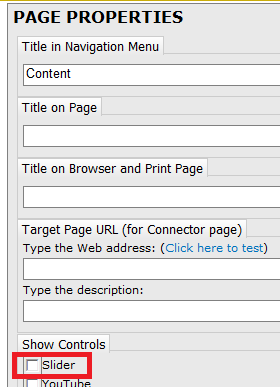 PAGE PROPERTIES
Title in Navigation Menu
Content
Title on Page
Title on Browser and Print Page
Target Page URL (for Connector page)
Type the Web address: (Click here to test)
Type the description:
Show Controls
Slider
YouTube